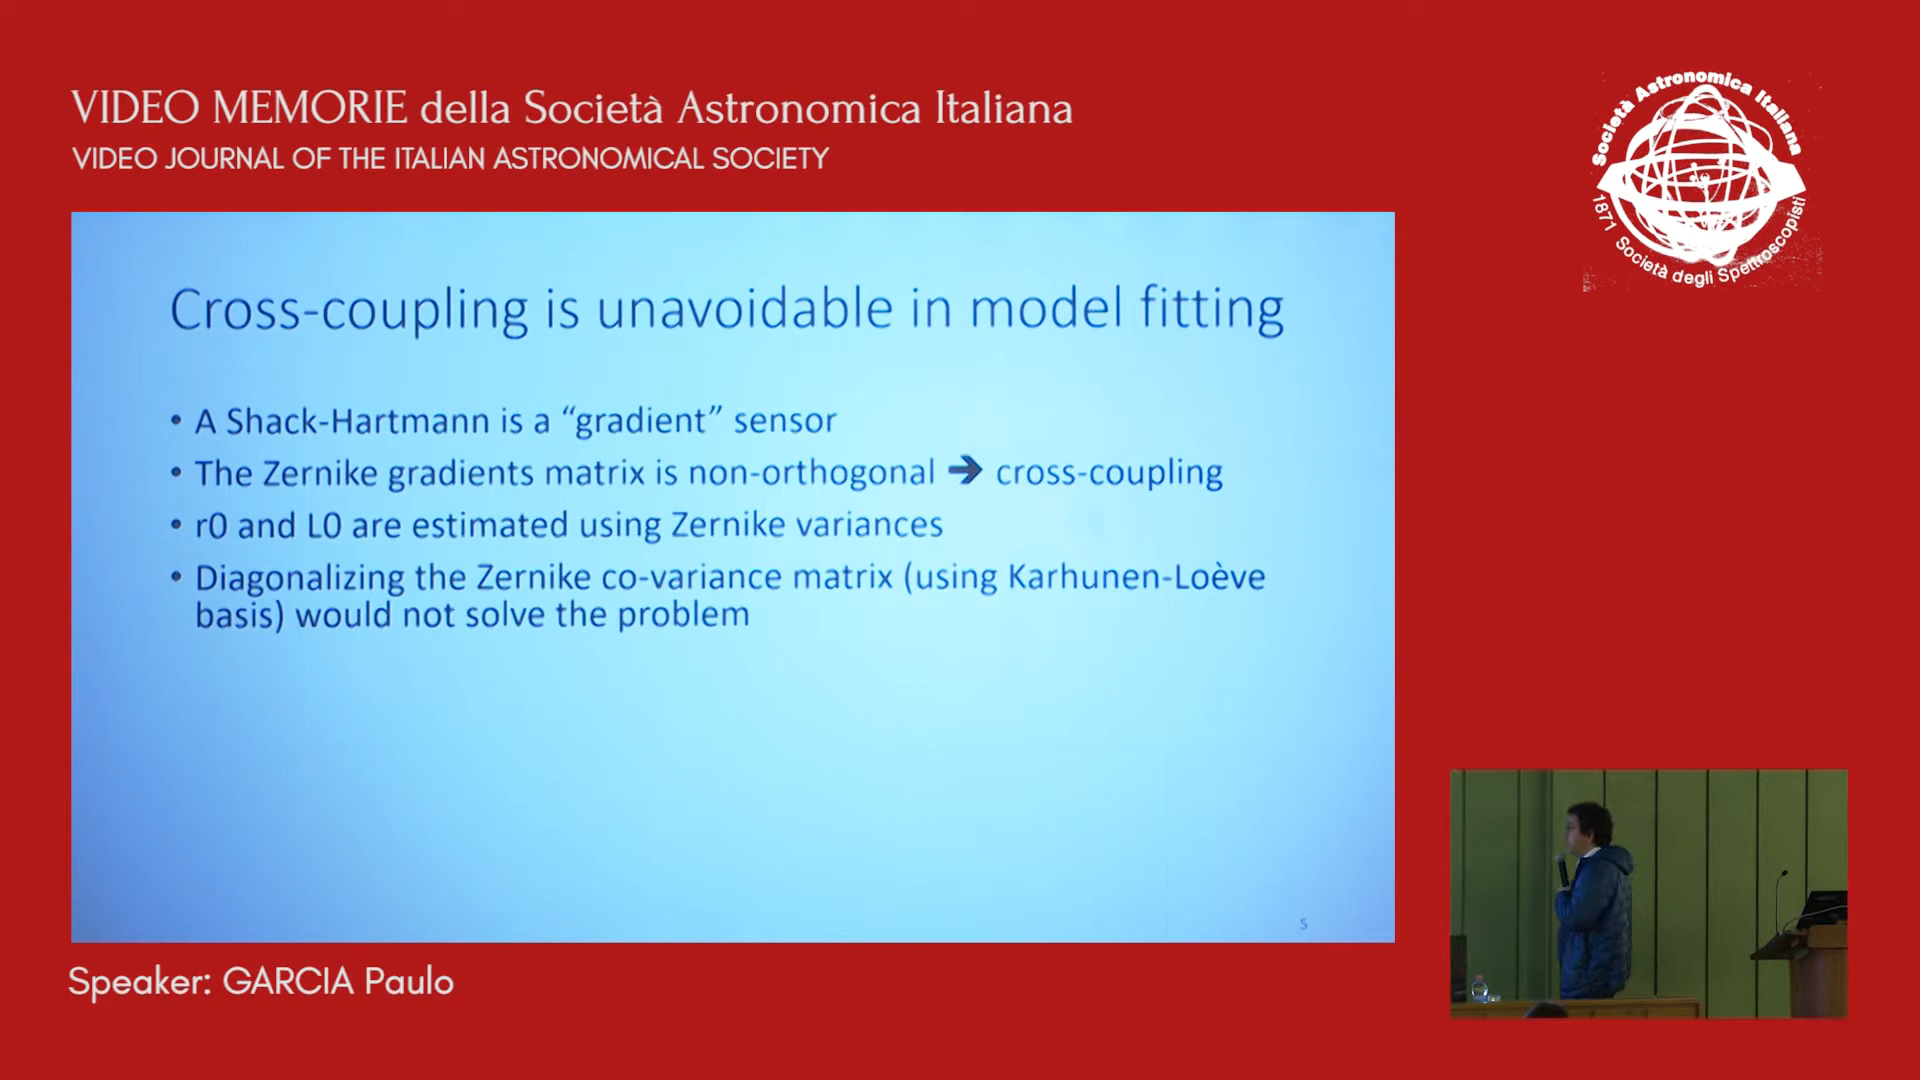 VIDEO MEMORIE della Società Astronomica Italiana
VIDEO JOURNAL OF THE ITALIAN ASTRONOMICAL SOCIETY
Società Astronomica Italiana
1871 Società degli Spettroscopisti
Cross-coupling is unavoidable in model fitting
• A Shack-Hartmann is a “gradient” sensor
• The Zernike gradients matrix is non-orthogonal ➔ cross-coupling
• r0 and L0 are estimated using Zernike variances
• Diagonalizing the Zernike co-variance matrix (using Karhunen-Loève
basis) would not solve the problem
5
Speaker: GARCIA Paulo